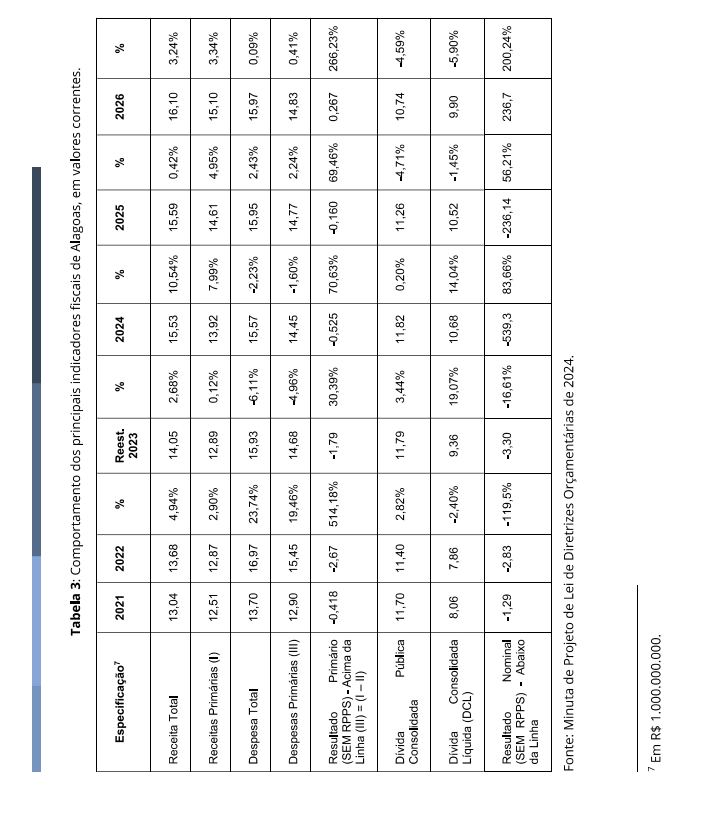 Tabela 3: Comportamento dos principais indicadores fiscais de Alagoas, em valores correntes.
Especificação⁷ 2021 2022 % Reest. 2023 % 2024 % 2025 % 2026 %
Receita Total 13,04 13,68 4,94% 14,05 2,68% 15,53 10,54% 15,59 0,42% 16,10 3,24%
Receitas Primárias (I) 12,51 12,87 2,90% 12,89 0,12% 13,92 7,99% 14,61 4,95% 15,10 3,34%
Despesa Total 13,70 16,97 23,74% 15,93 -6,11% 15,57 -2,23% 15,95 2,43% 15,97 0,09%
Despesas Primárias (III) 12,90 15,45 19,46% 14,68 -4,96% 14,45 -1,60% 14,77 2,24% 14,83 0,41%
Resultado Primário
(SEM RPPS) - Acima da
Linha (III) = (I – II) -0,418 -2,67 514,18% -1,79 30,39% -0,525 70,63% -0,160 69,46% 0,267 266,23%
Dívida Pública
Consolidada 11,70 11,40 2,82% 11,79 3,44% 11,82 0,20% 11,26 -4,71% 10,74 -4,59%
Dívida Consolidada
Líquida (DCL) 8,06 7,86 -2,40% 9,36 19,07% 10,68 14,04% 10,52 -1,45% 9,90 -5,90%
Resultado Nominal
(SEM RPPS) - Abaixo
da Linha -1,29 -2,83 -119,5% -3,30 -16,61% -539,3 83,66% -236,14 56,21% 236,7 200,24%
Fonte: Minuta de Projeto de Lei de Diretrizes Orçamentárias de 2024.
⁷ Em R$ 1.000.000.000.